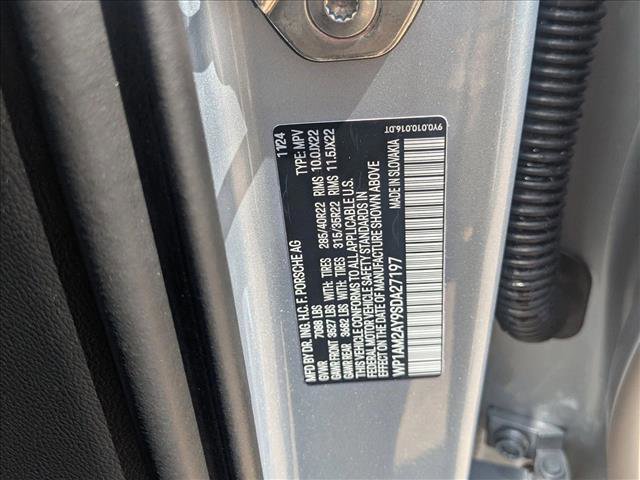 MFD BY DR. ING. H.C. F. PORSCHE AG 11/24
GVWR 7088 LBS TYPE: MPV
GAWR FRONT 3527 LBS WITH: TIRES 285/40R22 RIMS 10.0JX22
GAWR REAR 3682 LBS WITH: TIRES 315/35R22 RIMS 11.5JX22
THIS VEHICLE CONFORMS TO ALL APPLICABLE U.S.
FEDERAL MOTOR VEHICLE SAFETY STANDARDS IN
EFFECT ON THE DATE OF MANUFACTURE SHOWN ABOVE
WP1AM2AY9SDA27197 MADE IN SLOVAKIA
9Y0.010.016.DT